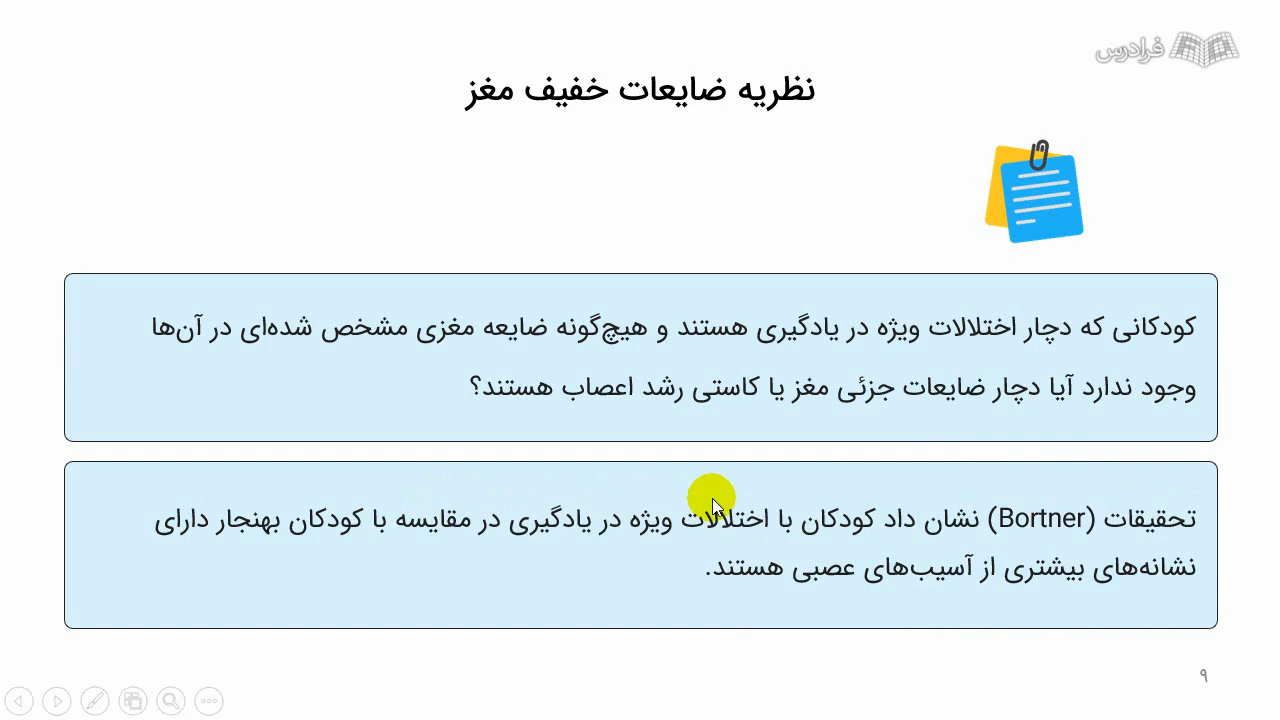 فرادرس
نظریه ضایعات خفیف مغز
کودکانی که دچار اختلالات ویژه در یادگیری هستند و هیچ‌گونه ضایعه مغزی مشخص شده‌ای در آن‌ها
وجود ندارد آیا دچار ضایعات جزئی مغز یا کاستی رشد اعصاب هستند؟
تحقیقات (Bortner) نشان داد کودکان با اختلالات ویژه در یادگیری در مقایسه با کودکان بهنجار دارای
نشانه‌های بیشتری از آسیب‌های عصبی هستند.
۹